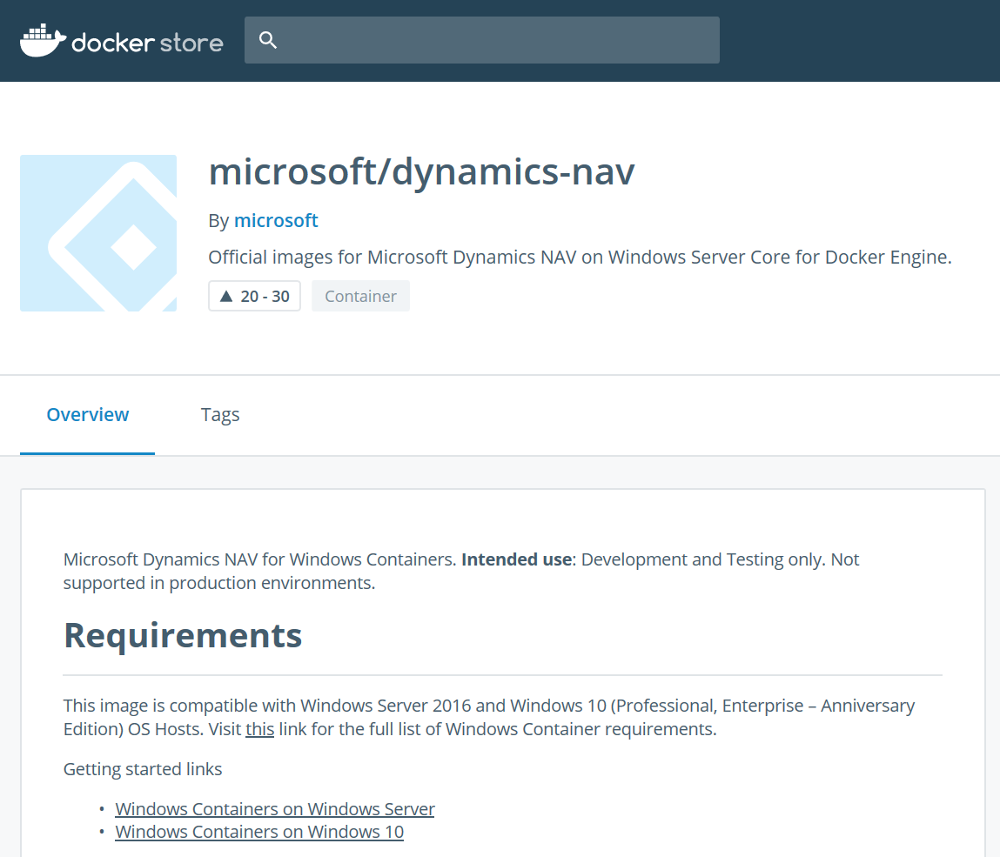 docker store
microsoft/dynamics-nav
By microsoft
Official images for Microsoft Dynamics NAV on Windows Server Core for Docker Engine.
▲ 20 - 30 Container
Overview Tags
Microsoft Dynamics NAV for Windows Containers. Intended use: Development and Testing only. Not
supported in production environments.
Requirements
This image is compatible with Windows Server 2016 and Windows 10 (Professional, Enterprise – Anniversary
Edition) OS Hosts. Visit this link for the full list of Windows Container requirements.
Getting started links
• Windows Containers on Windows Server
• Windows Containers on Windows 10